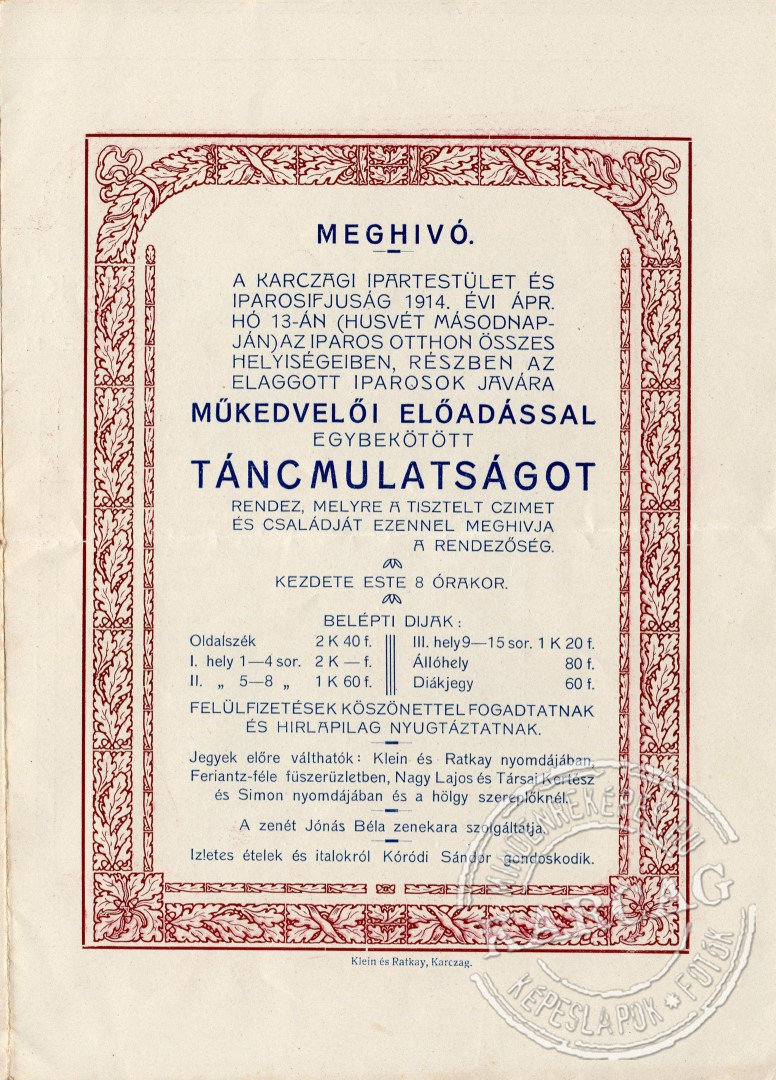 MEGHIVÓ.
A KARCZAGI IPARTESTÜLET ÉS
IPAROSIFJUSÁG 1914. ÉVI ÁPR.
HÓ 13-ÁN (HUSVÉT MÁSODNAP-
JÁN) AZ IPAROS OTTHON ÖSSZES
HELYISÉGEIBEN, RÉSZBEN AZ
ELAGGOTT IPAROSOK JAVÁRA
MŰKEDVELŐI ELŐADÁSSAL
EGYBEKÖTÖTT
TÁNCMULATSÁGOT
RENDEZ, MELYRE A TISZTELT CZIMET
ÉS CSALÁDJÁT EZENNEL MEGHIVJA
A RENDEZŐSÉG.
KEZDETE ESTE 8 ÓRAKOR.
BELÉPTI DIJAK:
Oldalszék 2 K 40 f.
I. hely 1—4 sor. 2 K — f.
II. „ 5—8 „ 1 K 60 f.
III. hely 9—15 sor. 1 K 20 f.
Állóhely 80 f.
Diákjegy 60 f.
FELÜLFIZETÉSEK KÖSZÖNETTEL FOGADTATNAK
ÉS HIRLAPILAG NYUGTÁZTATNAK.
Jegyek előre válthatók: Klein és Ratkay nyomdájában,
Feriantz-féle füszerüzletben, Nagy Lajos és Társai Kertész
és Simon nyomdájában és a hölgy szereplőknél.
A zenét Jónás Béla zenekara szolgáltatja.
Izletes ételek és italokról Kóródi Sándor gondoskodik.
Klein és Ratkay, Karczag.
MINDENREKÉPES.HU
KARCAG
KÉPESLAPOK * FOTÓK